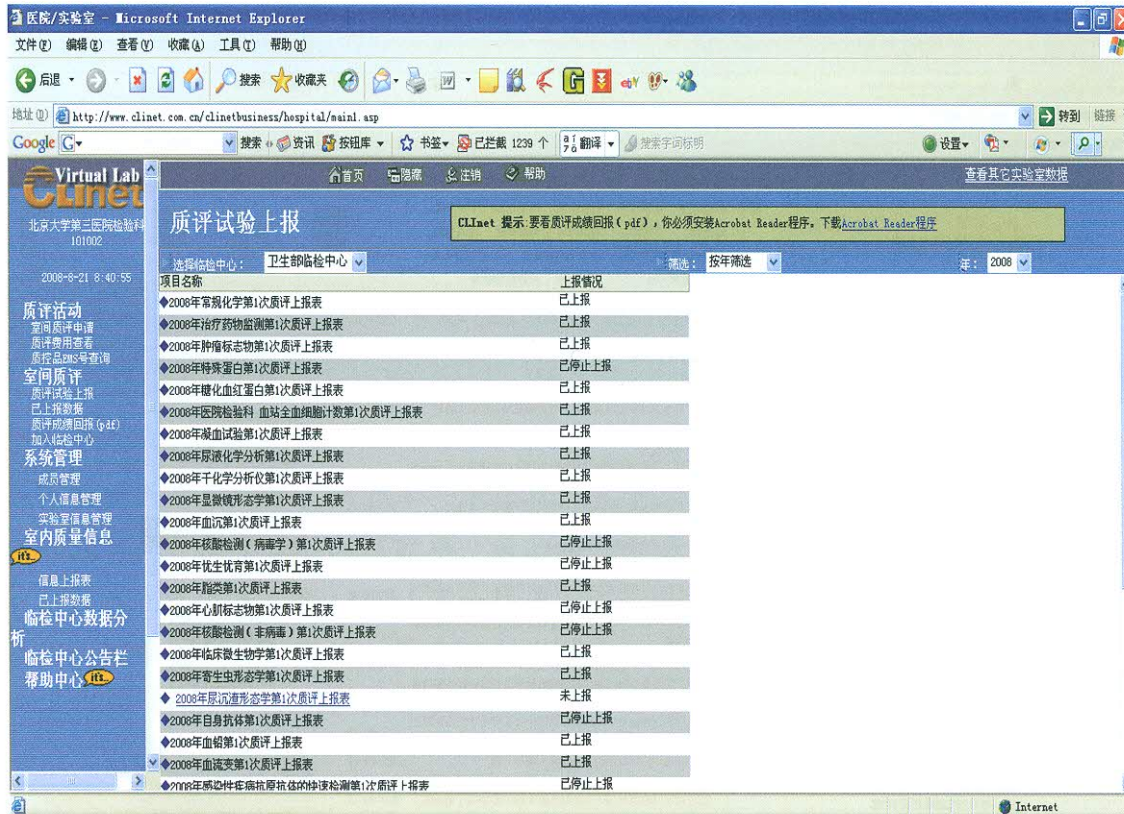 医院/实验室 - Microsoft Internet Explorer
文件(F) 编辑(E) 查看(V) 收藏(A) 工具(T) 帮助(H)
后退 搜索 收藏夹
地址(D) http://www.clinet.com.cn/clinetbusiness/hospital/main1.asp 转到 链接
Google G 搜索 资讯 按钮库 书签 已拦截 1239 个 翻译 搜索字词标明 设置
Virtual Lab
CLInet
北京大学第三医院检验科
101002
2008-8-21 8:40:55
质评活动
室间质评申请
质评费用查看
质控品EMS号查询
室间质评
质评试验上报
已上报数据
质评成绩回报(pdf)
加入临检中心
系统管理
成员管理
个人信息管理
实验室信息管理
室内质量信息
it's..
信息上报表
已上报数据
临检中心数据分析
临检中心公告栏
帮助中心 it's..
首页 隐藏 注销 帮助 查看其它实验室数据
质评试验上报
CLInet 提示:要看质评成绩回报(pdf),你必须安装Acrobat Reader程序。下载Acrobat Reader程序
选择临检中心: 卫生部临检中心 筛选: 按年筛选 年: 2008
项目名称 上报情况
◆2008年常规化学第1次质评上报表 已上报
◆2008年治疗药物监测第1次质评上报表 已上报
◆2008年肿瘤标志物第1次质评上报表 已上报
◆2008年特殊蛋白第1次质评上报表 已停止上报
◆2008年糖化血红蛋白第1次质评上报表 已上报
◆2008年医院检验科 血站全血细胞计数第1次质评上报表 已上报
◆2008年凝血试验第1次质评上报表 已上报
◆2008年尿液化学分析第1次质评上报表 已上报
◆2008年干化学分析仪第1次质评上报表 已上报
◆2008年显微镜形态学第1次质评上报表 已上报
◆2008年血沉第1次质评上报表 已上报
◆2008年核酸检测(病毒学)第1次质评上报表 已停止上报
◆2008年优生优育第1次质评上报表 已停止上报
◆2008年脂类第1次质评上报表 已上报
◆2008年心肌标志物第1次质评上报表 已停止上报
◆2008年核酸检测(非病毒)第1次质评上报表 已停止上报
◆2008年临床微生物学第1次质评上报表 已上报
◆2008年寄生虫形态学第1次质评上报表 已上报
◆ 2008年尿沉渣形态学第1次质评上报表 未上报
◆2008年自身抗体第1次质评上报表 已停止上报
◆2008年血铅第1次质评上报表 已上报
◆2008年血流变第1次质评上报表 已上报
◆2008年感染性疾病抗原抗体的快速检测第1次质评上报表 已停止上报
Internet